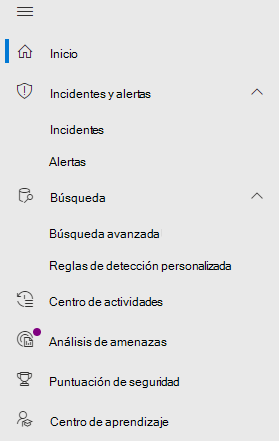 Inicio
Incidentes y alertas
Incidentes
Alertas
Búsqueda
Búsqueda avanzada
Reglas de detección personalizada
Centro de actividades
Análisis de amenazas
Puntuación de seguridad
Centro de aprendizaje